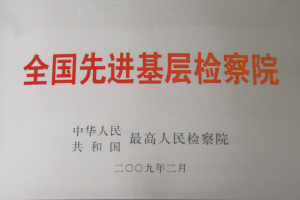 全国先进基层检察院
中华人民
共和国 最高人民检察院
二〇〇九年二月